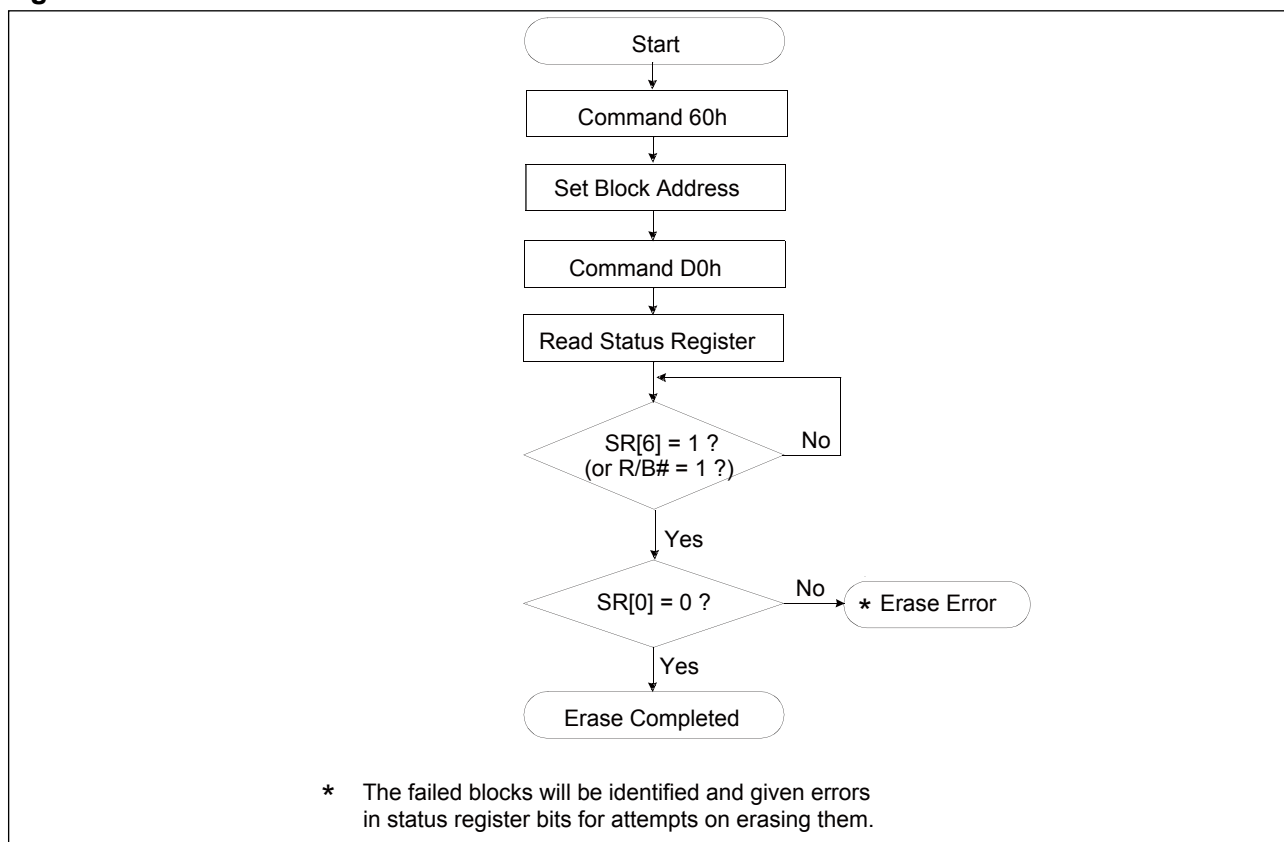 Start
Command 60h
Set Block Address
Command D0h
Read Status Register
SR[6] = 1 ?
(or R/B# = 1 ?)
No
Yes
SR[0] = 0 ?
No
* Erase Error
Yes
Erase Completed
* The failed blocks will be identified and given errors
in status register bits for attempts on erasing them.